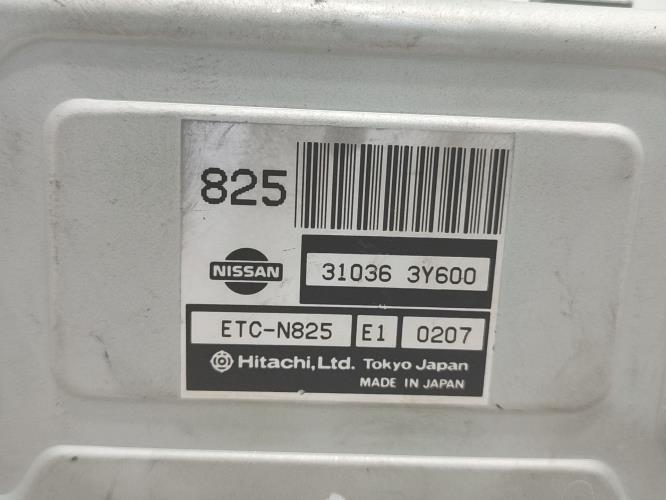 825
NISSAN
31036 3Y600
ETC-N825 E1 0207
Hitachi, Ltd. Tokyo Japan
MADE IN JAPAN